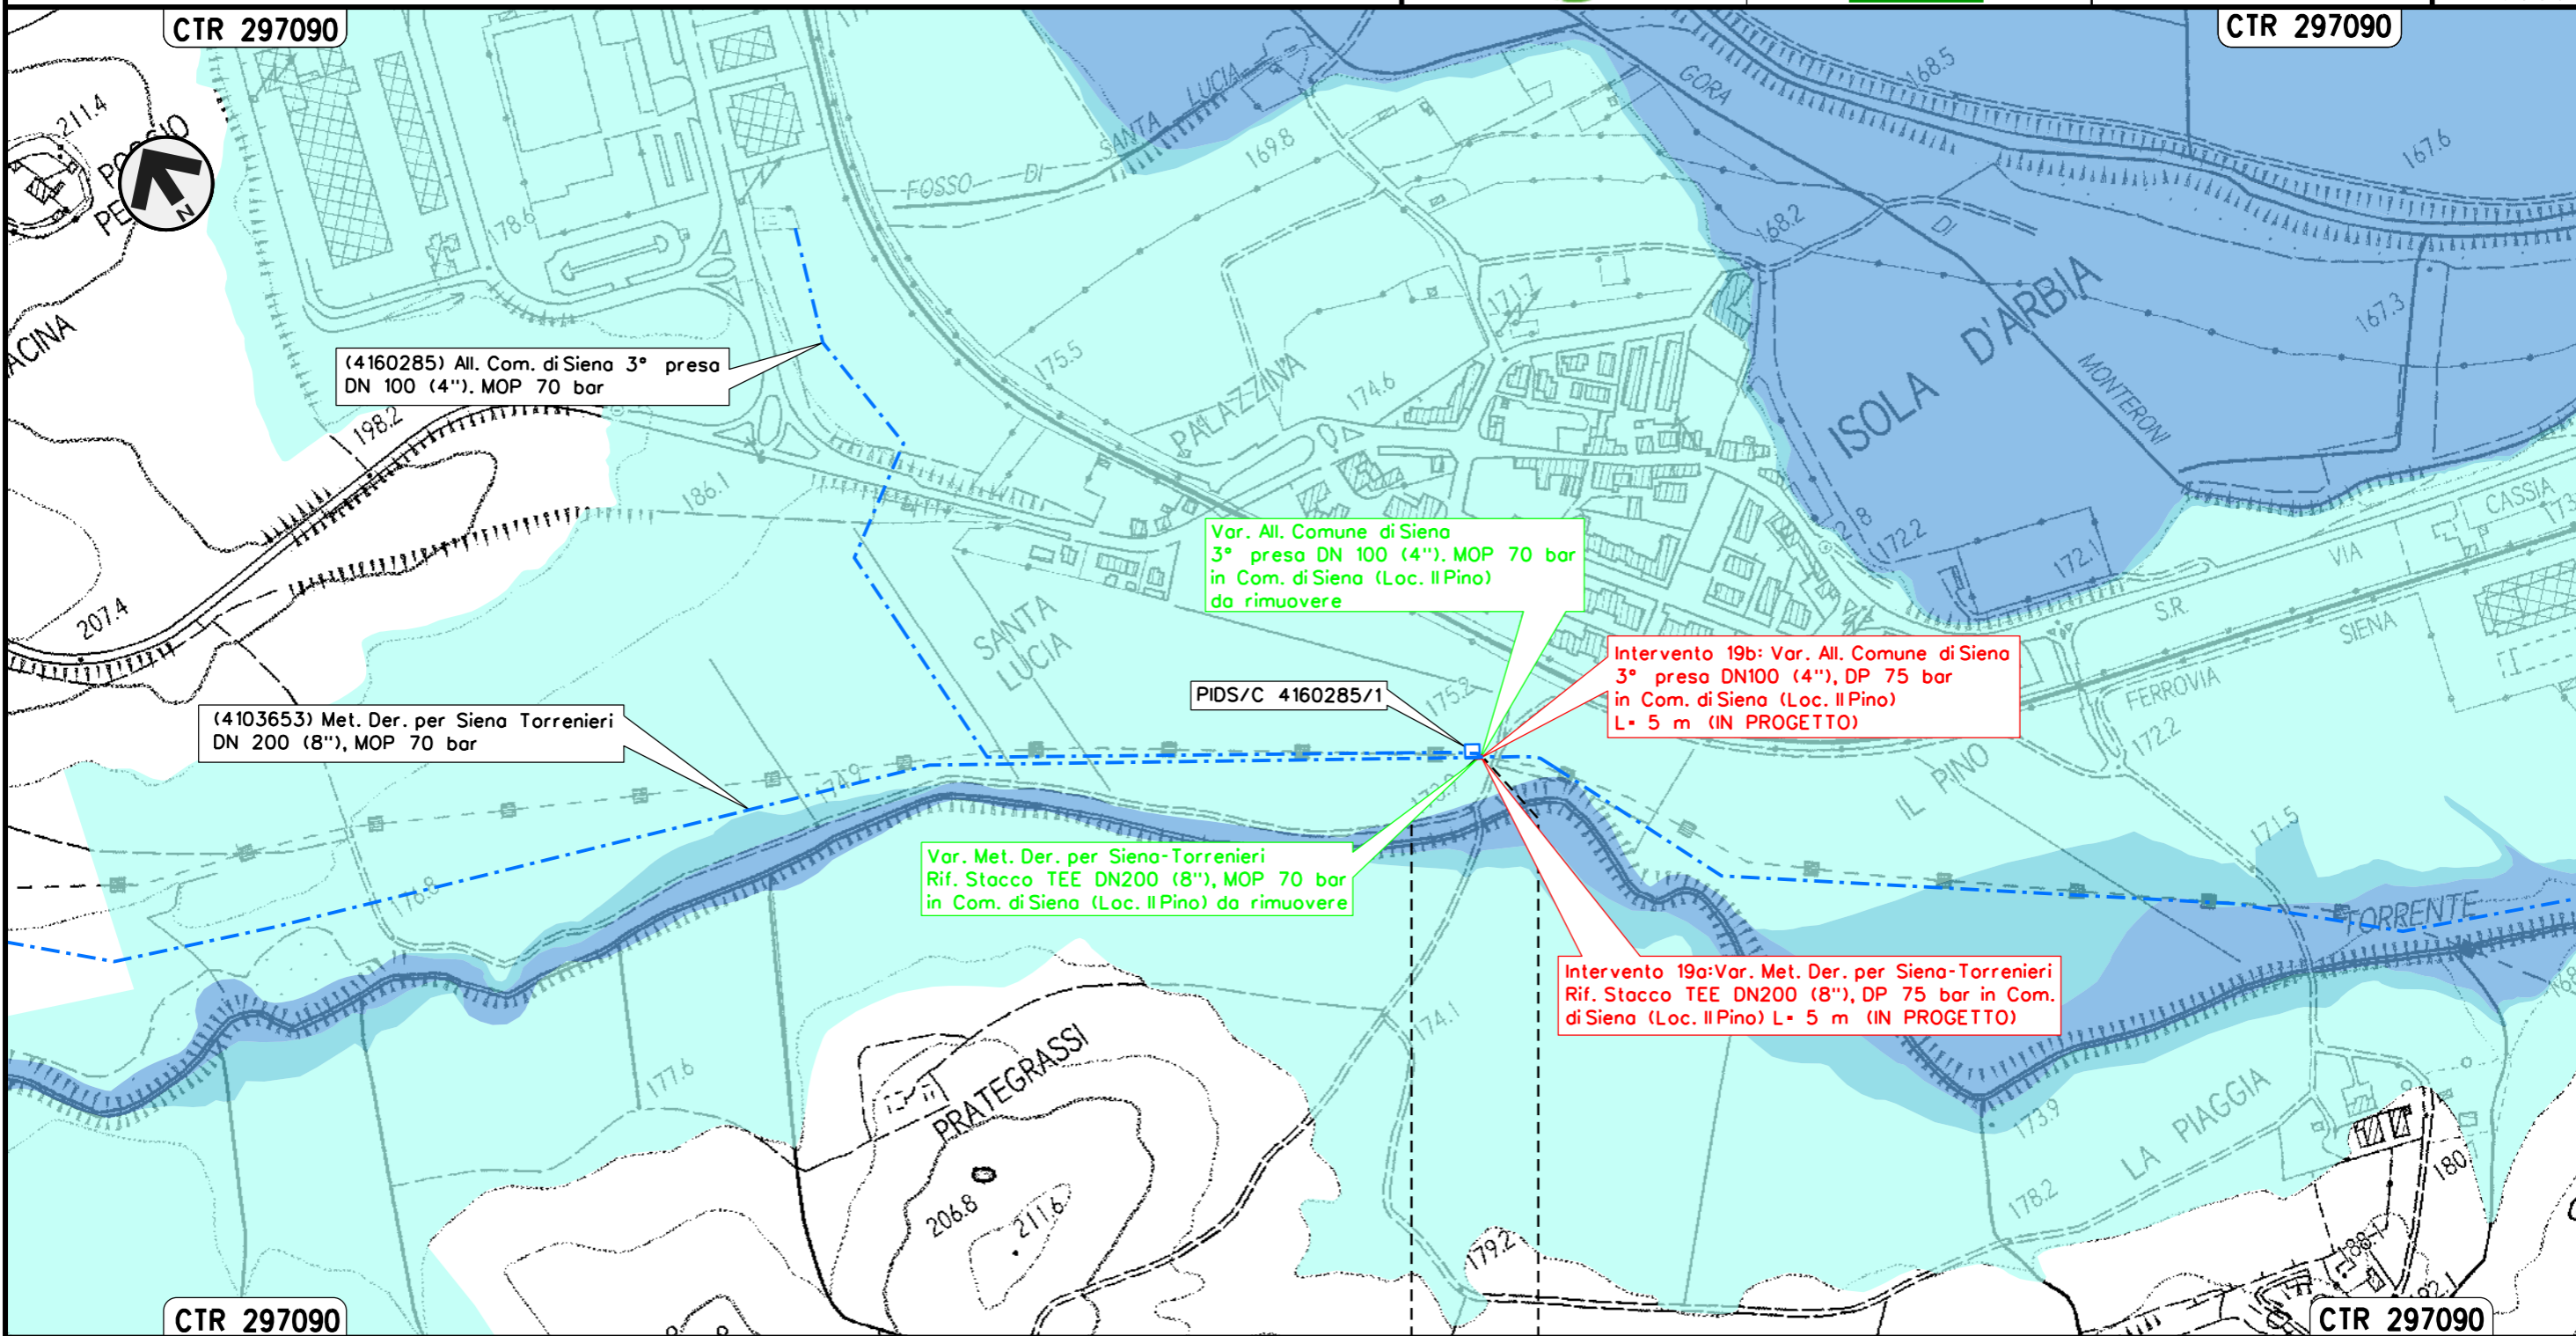 CTR 297090
CTR 297090
211.4
168.5
GORA
SANTA LUCIA
FOSSO DI
169.8
167.6
N
178.6
168.2
DI
171.7
ISOLA D'ARBIA
167.3
ACINA
175.5
MONTERONI
(4160285) All. Com. di Siena 3° presa
DN 100 (4"). MOP 70 bar
PALAZZINA
174.6
198.2
186.1
CASSIA
VIA
S.R.
172.2
172.1
Var. All. Comune di Siena
3° presa DN 100 (4"). MOP 70 bar
in Com. di Siena (Loc. Il Pino)
da rimuovere
207.4
SANTA
LUCIA
SIENA
FERROVIA
Intervento 19b: Var. All. Comune di Siena
3° presa DN100 (4"), DP 75 bar
in Com. di Siena (Loc. Il Pino)
L= 5 m (IN PROGETTO)
PIDS/C 4160285/1
175.2
(4103653) Met. Der. per Siena Torrenieri
DN 200 (8"), MOP 70 bar
172.2
IL PINO
174.9
171.5
176.8
Var. Met. Der. per Siena-Torrenieri
Rif. Stacco TEE DN200 (8"), MOP 70 bar
in Com. di Siena (Loc. Il Pino) da rimuovere
TORRENTE
Intervento 19a:Var. Met. Der. per Siena-Torrenieri
Rif. Stacco TEE DN200 (8"), DP 75 bar in Com.
di Siena (Loc. Il Pino) L= 5 m (IN PROGETTO)
174.1
177.6
PRATEGRASSI
173.9
LA PIAGGIA
180
178.2
206.8
211.6
179.2
188.1
CTR 297090
CTR 297090